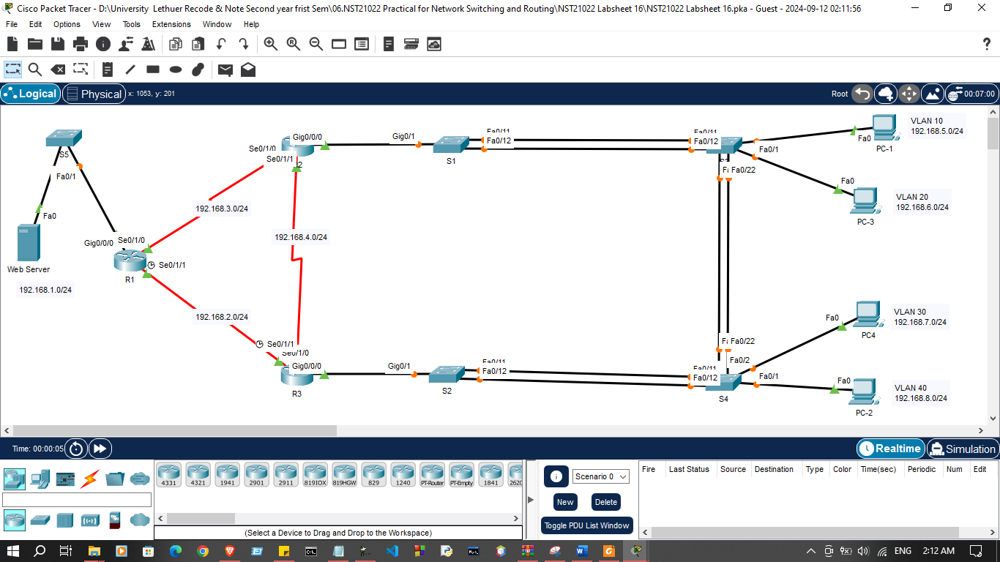 Cisco Packet Tracer - D:\University Lethuer Recode & Note Second year frist Sem\06.NST21022 Practical for Network Switching and Routing\NST21022 Labsheet 16\NST21022 Labsheet 16.pka - Guest - 2024-09-12 02:11:56
File Edit Options View Tools Extensions Window Help
Logical Physical x: 1053, y: 201 Root 00:07:00
S5
Fa0/1
Fa0
Web Server
192.168.1.0/24
Gig0/0/0
Se0/1/0
Se0/1/1
R1
192.168.3.0/24
192.168.2.0/24
192.168.4.0/24
Gig0/0/0
Se0/1/0
Se0/1/1
Gig0/1
S1
Fa0/11
Fa0/12
Fa0/11
Fa0/12
Fa0/1
Fa0/22
Fa0
PC-1
VLAN 10
192.168.5.0/24
Fa0
PC-3
VLAN 20
192.168.6.0/24
Se0/1/1
Se0/1/0
Gig0/0/0
R3
Gig0/1
S2
Fa0/11
Fa0/12
Fa0/22
Fa0/2
Fa0/11
Fa0/12
Fa0/1
S4
Fa0
PC4
VLAN 30
192.168.7.0/24
Fa0
PC-2
VLAN 40
192.168.8.0/24
Time: 00:00:05 Realtime Simulation
4331 4321 1941 2901 2911 819IOX 819HGW 829 1240 PT-Router PT-Empty 1841 2620
(Select a Device to Drag and Drop to the Workspace)
Scenario 0
New Delete
Toggle PDU List Window
Fire Last Status Source Destination Type Color Time(sec) Periodic Num Edit
ENG 2:12 AM